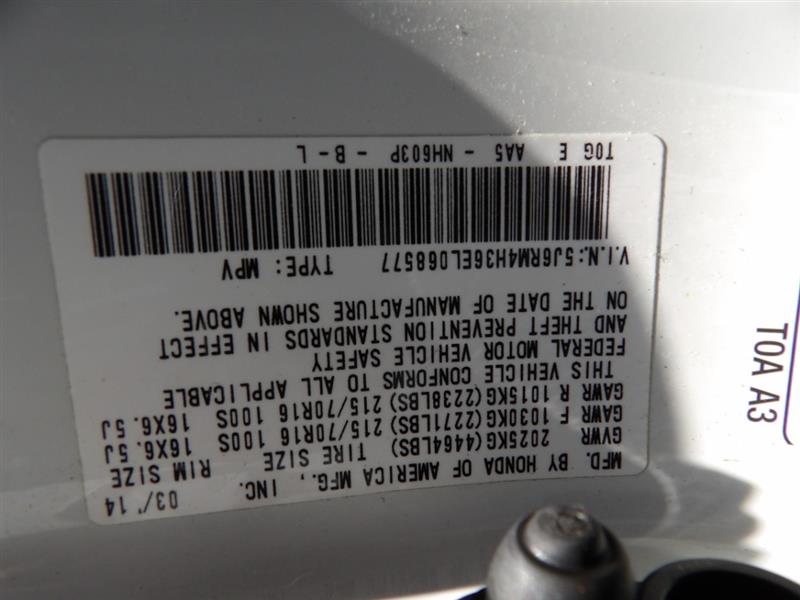 MFD. BY HONDA OF AMERICA MFG., INC. 03/'14
GVWR 2025KG(4464LBS) TIRE SIZE RIM SIZE
GAWR F 1030KG(2271LBS) 215/70R16 100S 16X6.5J
GAWR R 1015KG(2238LBS) 215/70R16 100S 16X6.5J
THIS VEHICLE CONFORMS TO ALL APPLICABLE
FEDERAL MOTOR VEHICLE SAFETY
AND THEFT PREVENTION STANDARDS IN EFFECT
ON THE DATE OF MANUFACTURE SHOWN ABOVE.
V.I.N:5J6RM4H36EL068577 TYPE: MPV
TOG E AA5 - NH603P - B - L
T0A A3